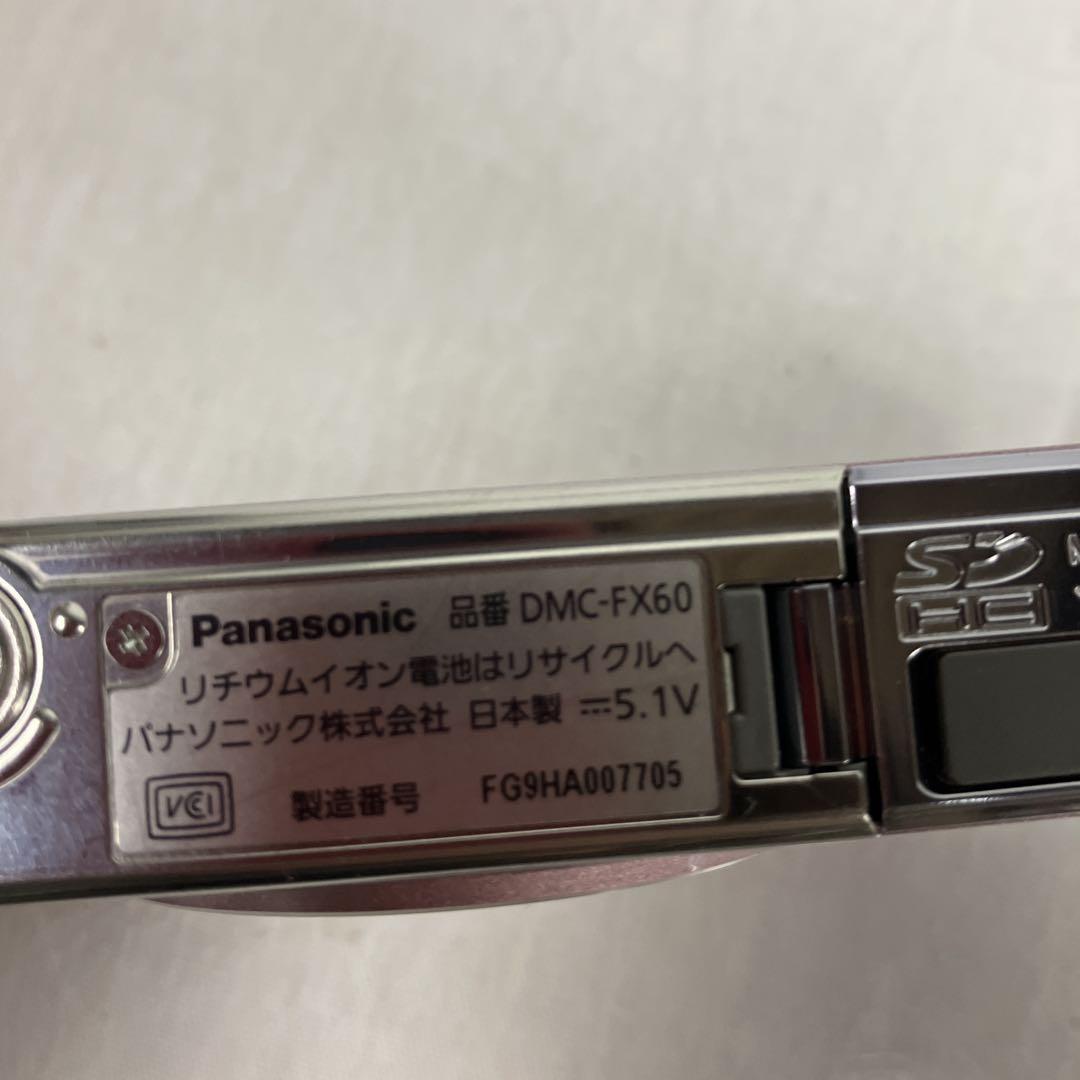 Panasonic 品番 DMC-FX60
リチウムイオン電池はリサイクルへ
パナソニック株式会社 日本製 ⎓5.1V
VCI 製造番号 FG9HA007705
SD
HC